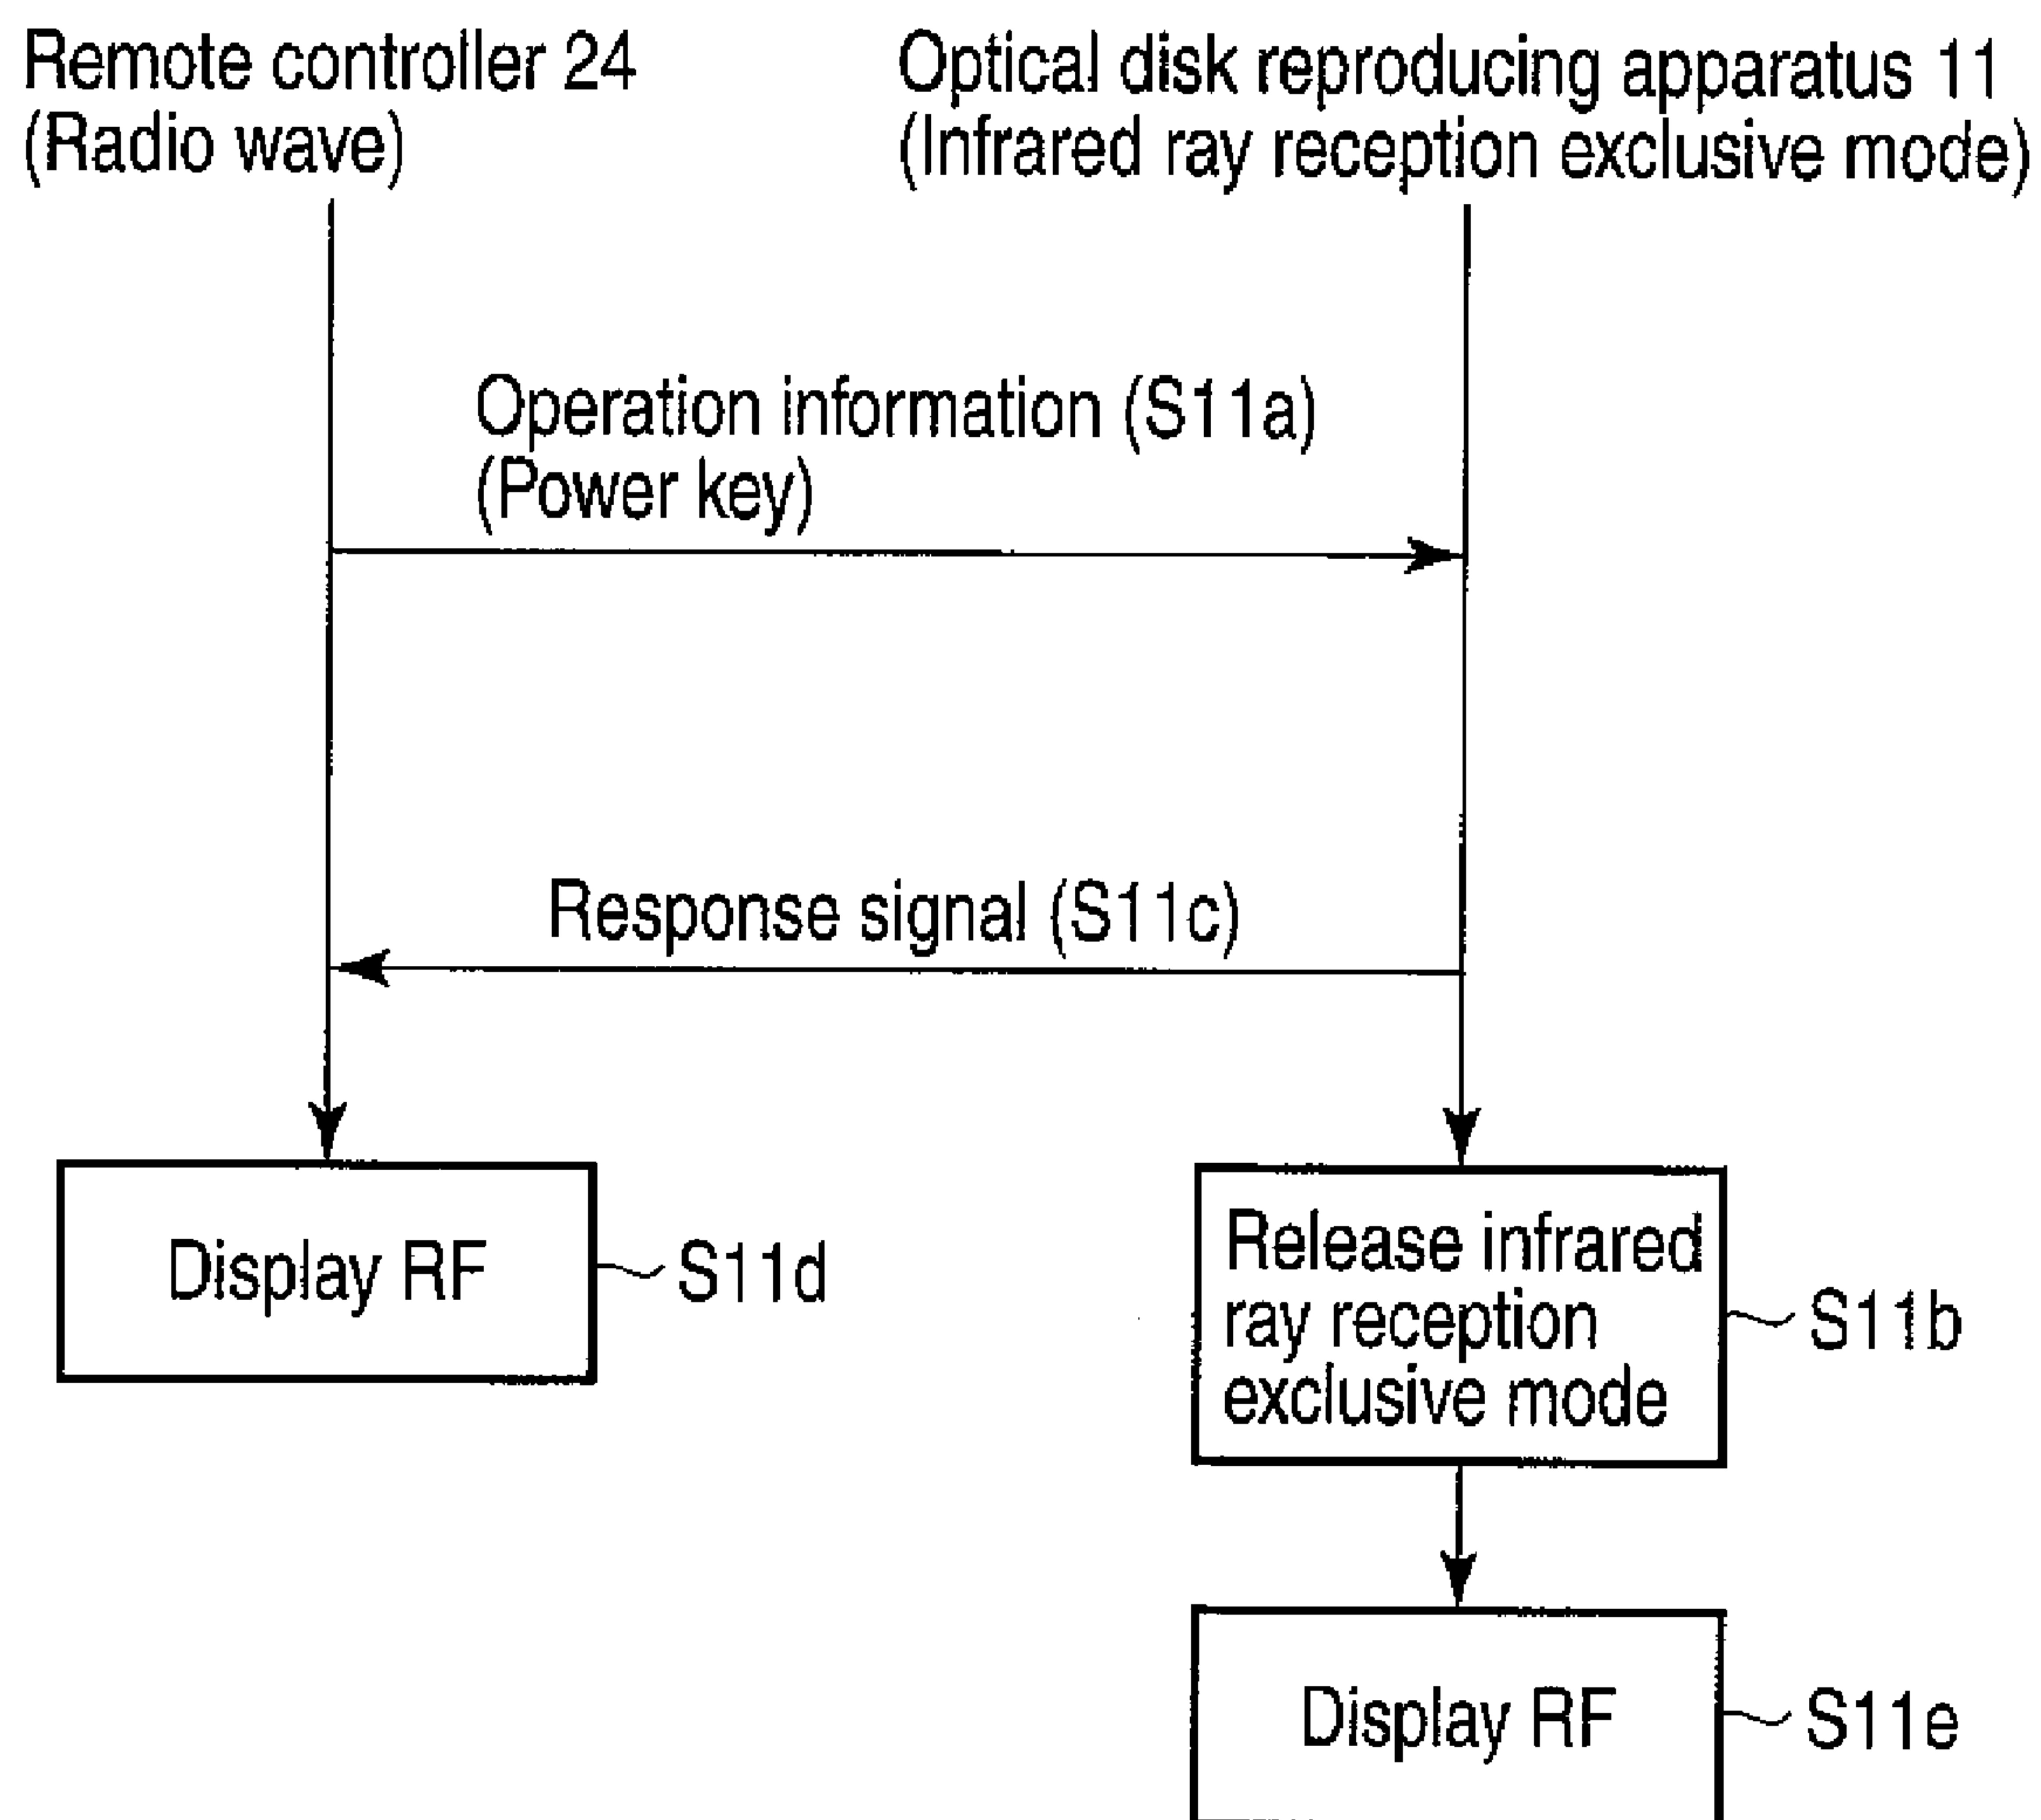 Remote controller 24
(Radio wave)
Optical disk reproducing apparatus 11
(Infrared ray reception exclusive mode)
Operation information (S11a)
(Power key)
Response signal (S11c)
Display RF
S11d
Release infrared
ray reception
exclusive mode
S11b
Display RF
S11e